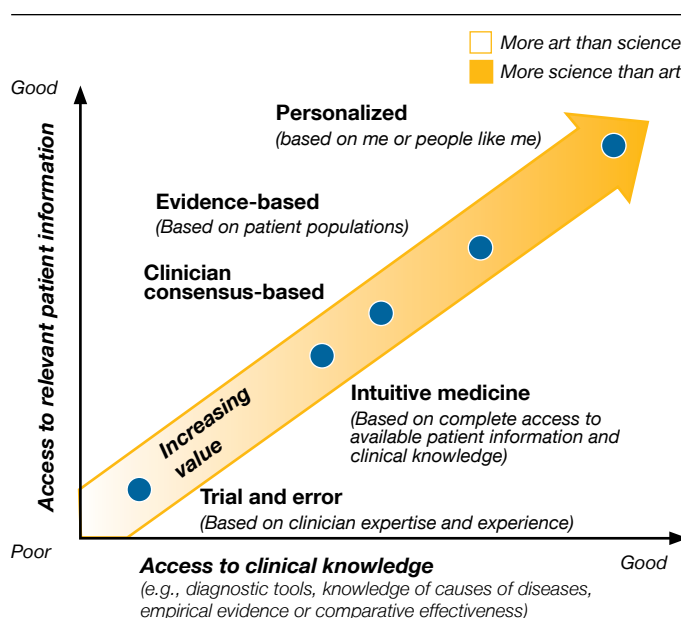 More art than science
More science than art
Good
Personalized
(based on me or people like me)
Evidence-based
(Based on patient populations)
Clinician
consensus-based
Access to relevant patient information
Increasing
value
Intuitive medicine
(Based on complete access to
available patient information and
clinical knowledge)
Trial and error
(Based on clinician expertise and experience)
Poor
Access to clinical knowledge
Good
(e.g., diagnostic tools, knowledge of causes of diseases,
empirical evidence or comparative effectiveness)